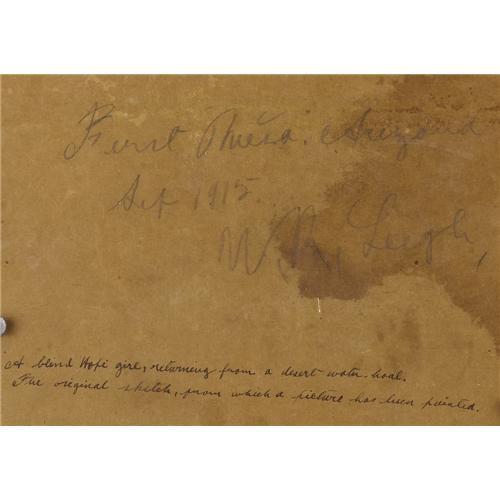 First Mesa. Arizona
Sep 1915.
W.R. Leigh,
A blind Hopi girl, returning from a desert water-hoal.
The original sketch, from which a picture has been painted.